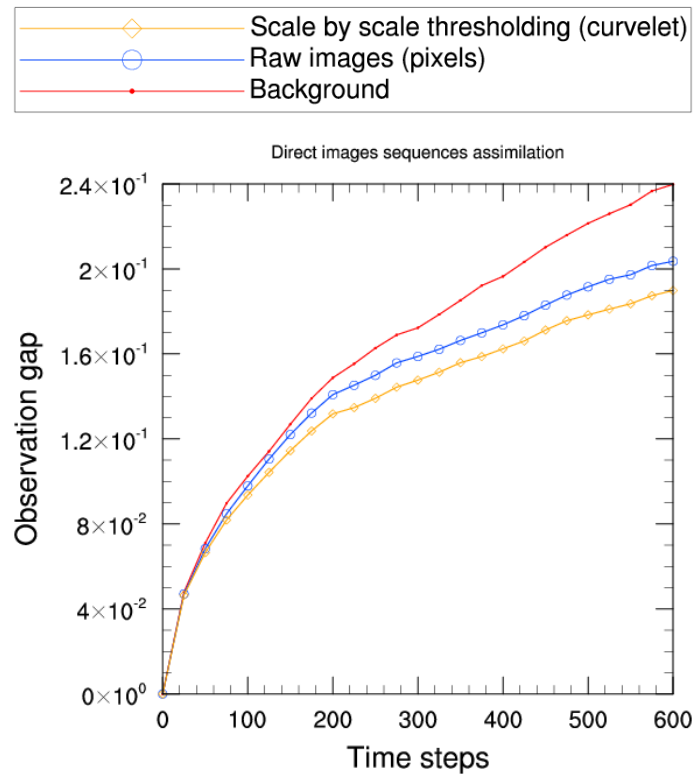 Scale by scale thresholding (curvelet)
Raw images (pixels)
Background
Direct images sequences assimilation
2.4×10⁻¹
2×10⁻¹
1.6×10⁻¹
1.2×10⁻¹
8×10⁻²
4×10⁻²
0×10⁰
Observation gap
0 100 200 300 400 500 600
Time steps